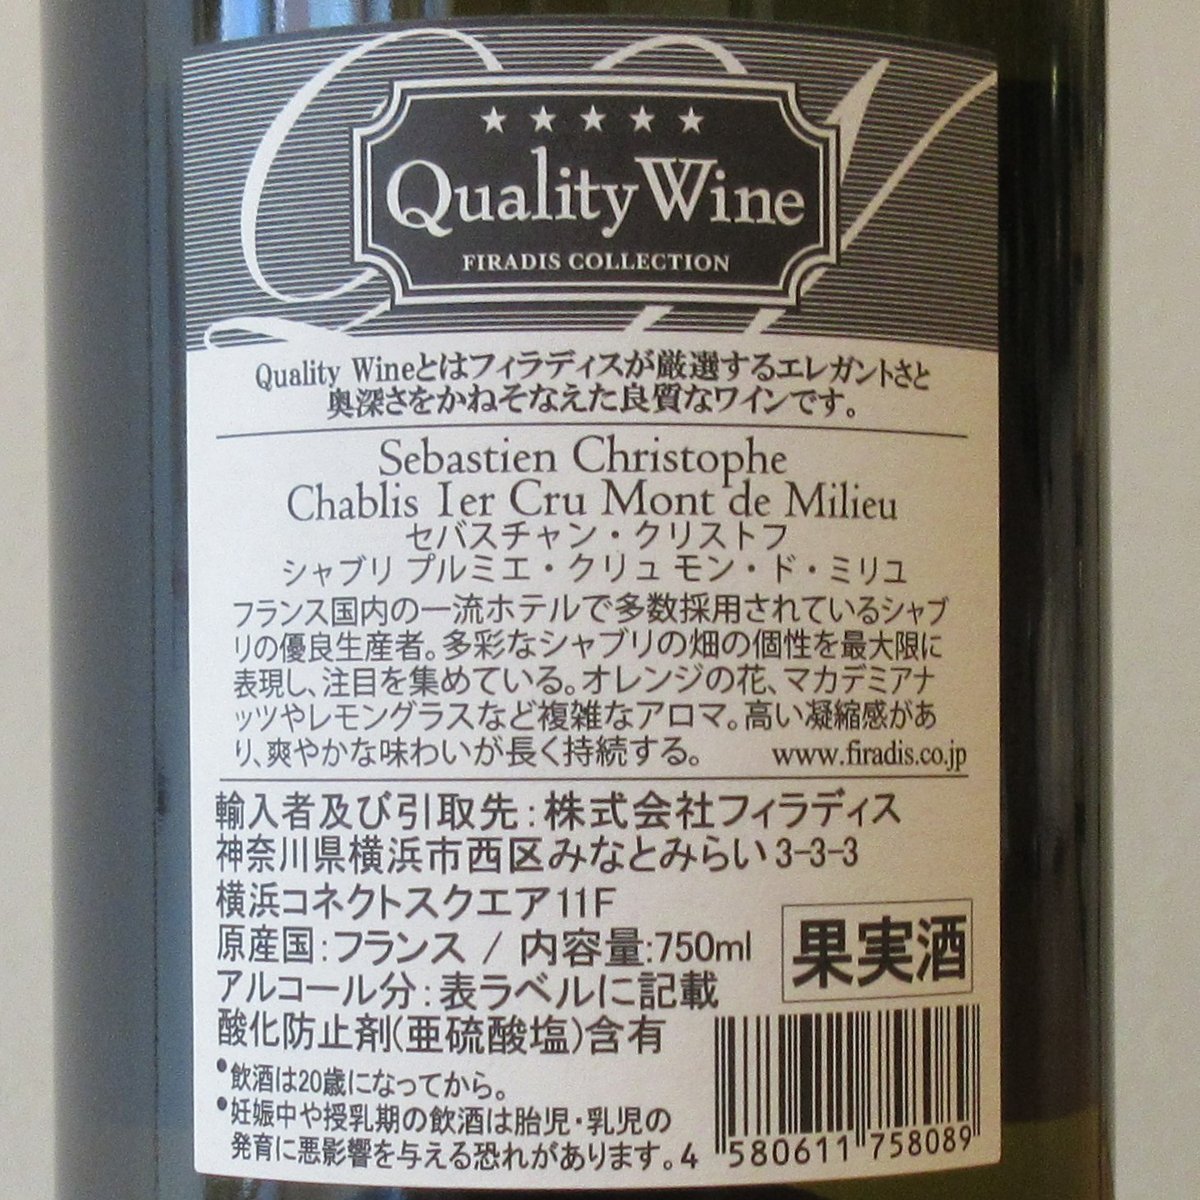 Quality Wine
FIRADIS COLLECTION
Quality Wineとはフィラディスが厳選するエレガントさと
奥深さをかねそなえた良質なワインです。
Sebastien Christophe
Chablis 1er Cru Mont de Milieu
セバスチャン・クリストフ
シャブリ プルミエ・クリュ モン・ド・ミリユ
フランス国内の一流ホテルで多数採用されているシャブ
リの優良生産者。多彩なシャブリの畑の個性を最大限に
表現し、注目を集めている。オレンジの花、マカデミアナ
ッツやレモングラスなど複雑なアロマ。高い凝縮感があ
り、爽やかな味わいが長く持続する。 www.firadis.co.jp
輸入者及び引取先：株式会社フィラディス
神奈川県横浜市西区みなとみらい3-3-3
横浜コネクトスクエア11F
原産国：フランス / 内容量:750ml
果実酒
アルコール分：表ラベルに記載
酸化防止剤(亜硫酸塩)含有
•飲酒は20歳になってから。
•妊娠中や授乳期の飲酒は胎児・乳児の
発育に悪影響を与える恐れがあります。
4 580611 758089